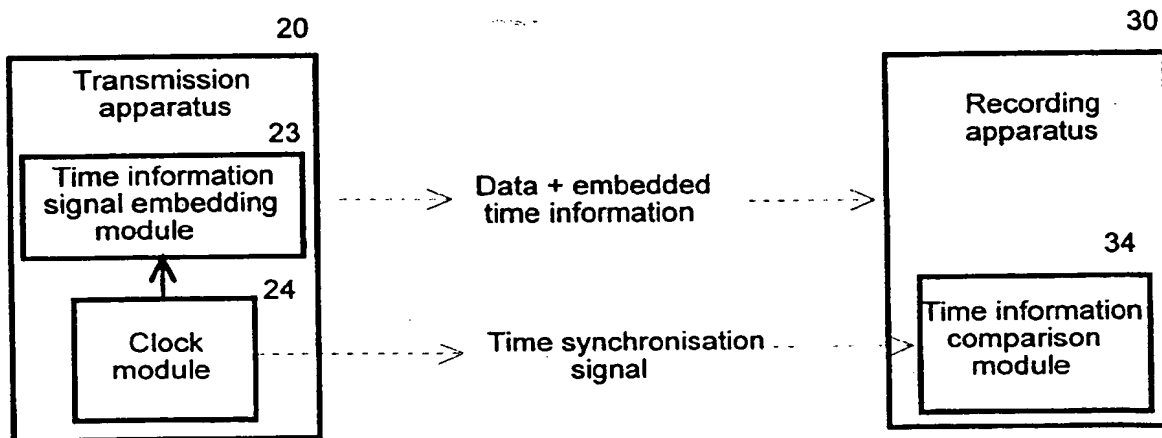 20
30
Transmission
apparatus
Recording
apparatus
23
Time information
signal embedding
module
Data + embedded
time information
34
24
Clock
module
Time synchronisation
signal
Time information
comparison
module